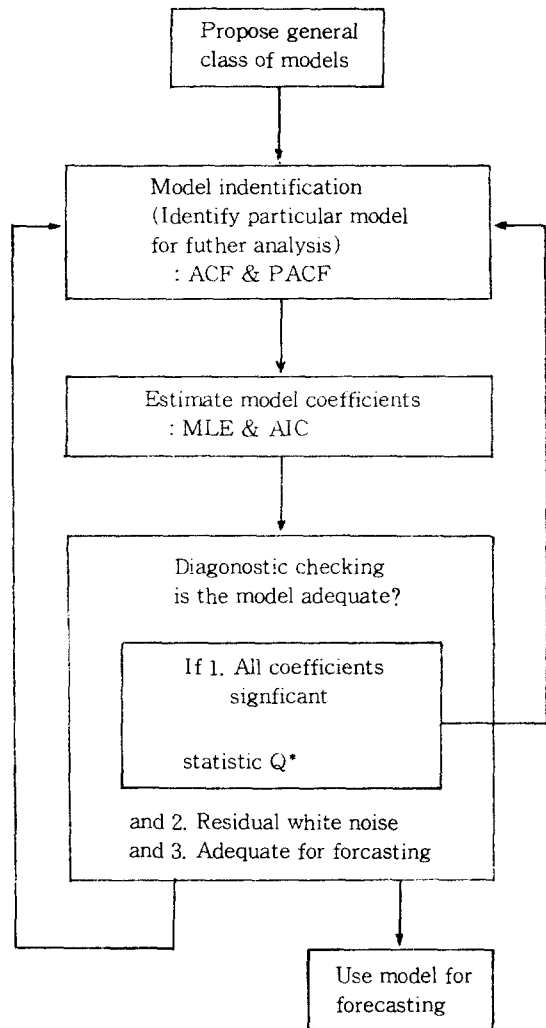 Propose general
class of models
Model indentification
(Identify particular model
for futher analysis)
: ACF & PACF
Estimate model coefficients
: MLE & AIC
Diagonostic checking
is the model adequate?
If 1. All coefficients
signficant
statistic Q*
and 2. Residual white noise
and 3. Adequate for forcasting
Use model for
forecasting